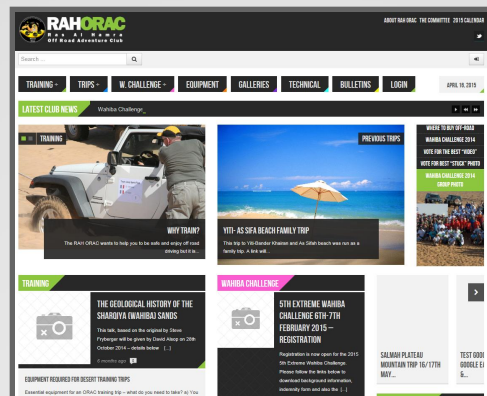 RAHORAC
Ras Al Hamra
Off Road Adventure Club
ABOUT RAH ORAC THE COMMITTEE 2015 CALENDAR
Search ...
TRAINING
TRIPS
W. CHALLENGE
EQUIPMENT
GALLERIES
TECHNICAL
BULLETINS
LOGIN
APRIL 16, 2015
LATEST CLUB NEWS
Wahiba Challenge_
TRAINING
WHY TRAIN?
The RAH ORAC wants to help you to be safe and enjoy off road
driving but it is...
PREVIOUS TRIPS
YITI- AS SIFA BEACH FAMILY TRIP
This trip to Yiti-Bandar Khairan and As Sifah beach was run as a
family trip. A link will...
WHERE TO BUY OFF-ROAD
WAHIBA CHALLENGE 2014
VOTE FOR THE BEST "VIDEO"
VOTE FOR BEST "STUCK" PHOTO
WAHIBA CHALLENGE 2014
GROUP PHOTO
TRAINING
THE GEOLOGICAL HISTORY OF THE
SHARQIYA (WAHIBA) SANDS
This talk, based on the original by Steve
Fryberger will be given by David Alsop on 28th
October 2014 – details below [...]
6 months ago
EQUIPMENT REQUIRED FOR DESERT TRAINING TRIPS
Essential equipment for an ORAC training trip – what do you need to take? a) You
WAHIBA CHALLENGE
5TH EXTREME WAHIBA
CHALLENGE 6TH-7TH
FEBRUARY 2015 –
REGISTRATION
Registration is now open for the 2015
5th Extreme Wahiba Challenge.
Please follow the links below to
download background information,
indemnity form and also the [...]
SALMAH PLATEAU
MOUNTAIN TRIP 16/17TH
MAY...
TEST GOO
GOOGLE E
&...